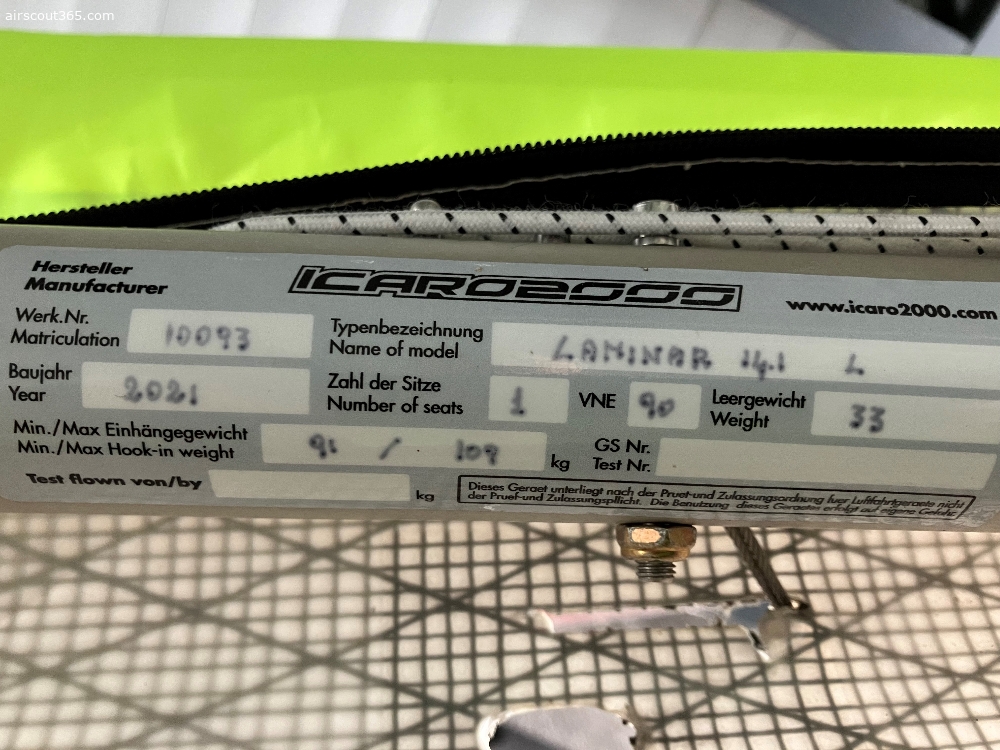 airscout365.com
Hersteller
Manufacturer
ICARO2000
www.icaro2000.com
Werk.Nr.
Matriculation
10093
Typenbezeichnung
Name of model
LAMINAR 14.1 L
Baujahr
Year
2021
Zahl der Sitze
Number of seats
1
VNE
90
Leergewicht
Weight
33
Min./Max Einhängegewicht
Min./Max Hook-in weight
91 / 109
kg
GS Nr.
Test Nr.
Test flown von/by
kg
Dieses Geraet unterliegt nach der Pruef-und Zulassungsordnung fuer Luftfahrtgeraete nicht
der Pruef-und Zulassungspflicht. Die Benutzung dieses Geraetes erfolgt auf eigene Gefahr.